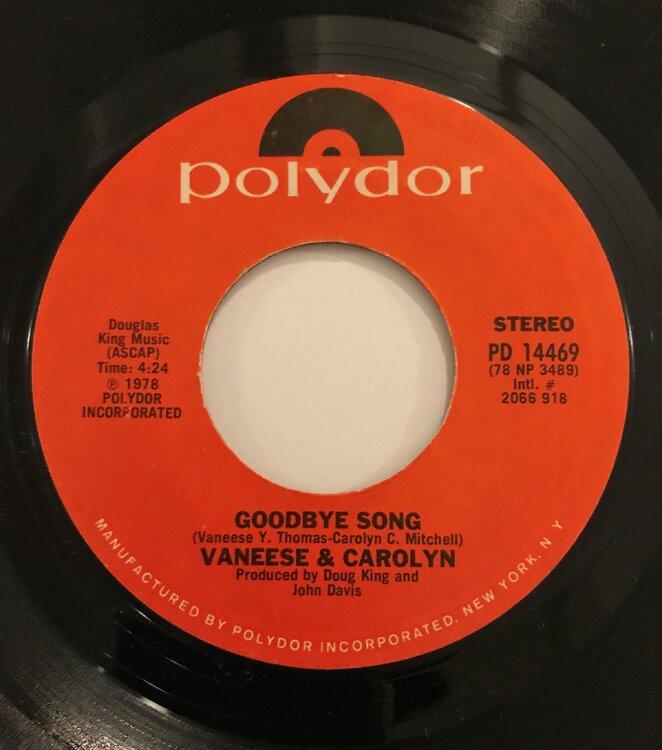 polydor
Douglas
King Music
(ASCAP)
Time: 4:24
℗ 1978
POLYDOR
INCORPORATED
STEREO
PD 14469
(78 NP 3489)
Intl. #
2066 918
GOODBYE SONG
(Vaneese Y. Thomas-Carolyn C. Mitchell)
VANEESE & CAROLYN
Produced by Doug King and
John Davis
MANUFACTURED BY POLYDOR INCORPORATED. NEW YORK. N Y